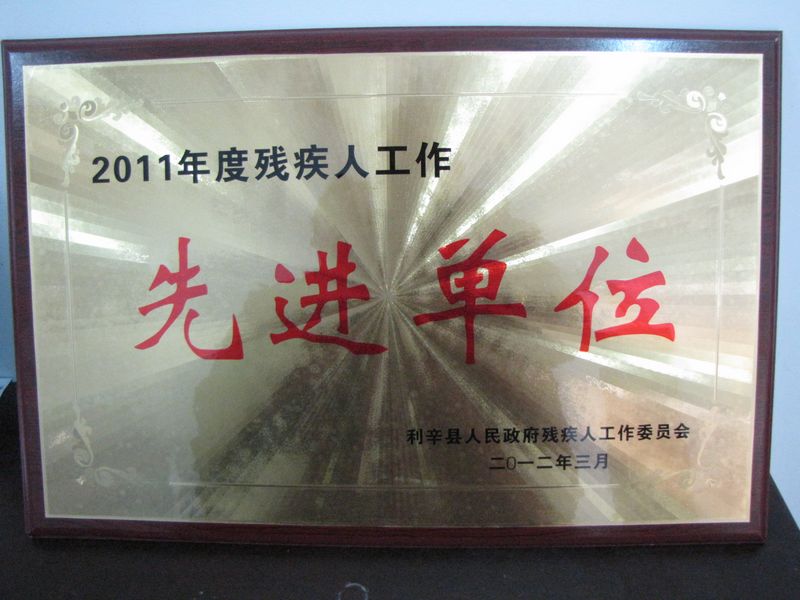 2011年度残疾人工作
先进单位
利辛县人民政府残疾人工作委员会
二〇一二年三月